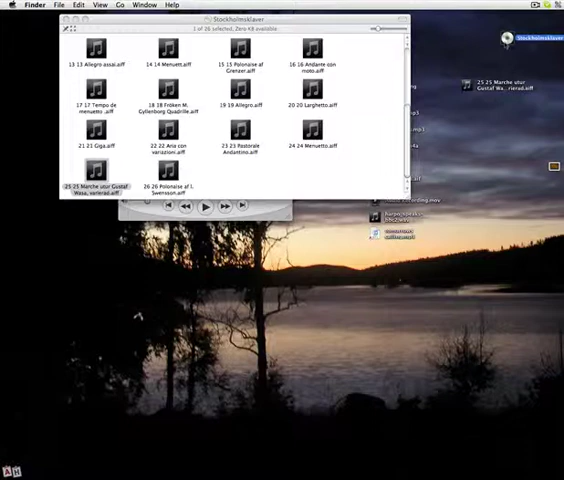 Finder File Edit View Go Window Help
Stockholmsklaver
1 of 26 selected, Zero KB available
13 13 Allegro assai.aiff
14 14 Menuett.aiff
15 15 Polonaise af Grenzer.aiff
16 16 Andante con moto.aiff
17 17 Tempo de menuetto .aiff
18 18 Fröken M. Gyllenborg Quadrille.aiff
19 19 Allegro.aiff
20 20 Larghetto.aiff
21 21 Giga.aiff
22 22 Aria con variazioni.aiff
23 23 Pastorale Andantino.aiff
24 24 Menuetto.aiff
25 25 Marche utur Gustaf Wasa, varierad.aiff
26 26 Polonaise af I. Swensson.aiff
Stockholmsklaver
25 25 Marche utur Gustaf Wa...rierad.aiff